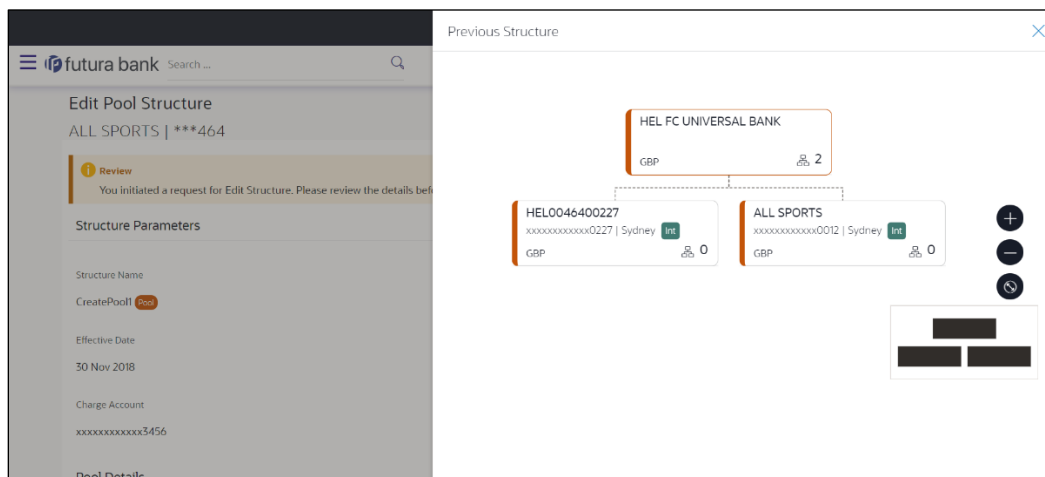 Previous Structure
futura bank Search ...
Edit Pool Structure
ALL SPORTS | ***464
Review
You initiated a request for Edit Structure. Please review the details bef
Structure Parameters
Structure Name
CreatePool1 Pool
Effective Date
30 Nov 2018
Charge Account
xxxxxxxxxxxx3456
Pool Details
HEL FC UNIVERSAL BANK
GBP 2
HEL0046400227
xxxxxxxxxxxx0227 | Sydney Int
GBP 0
ALL SPORTS
xxxxxxxxxxxx0012 | Sydney Int
GBP 0